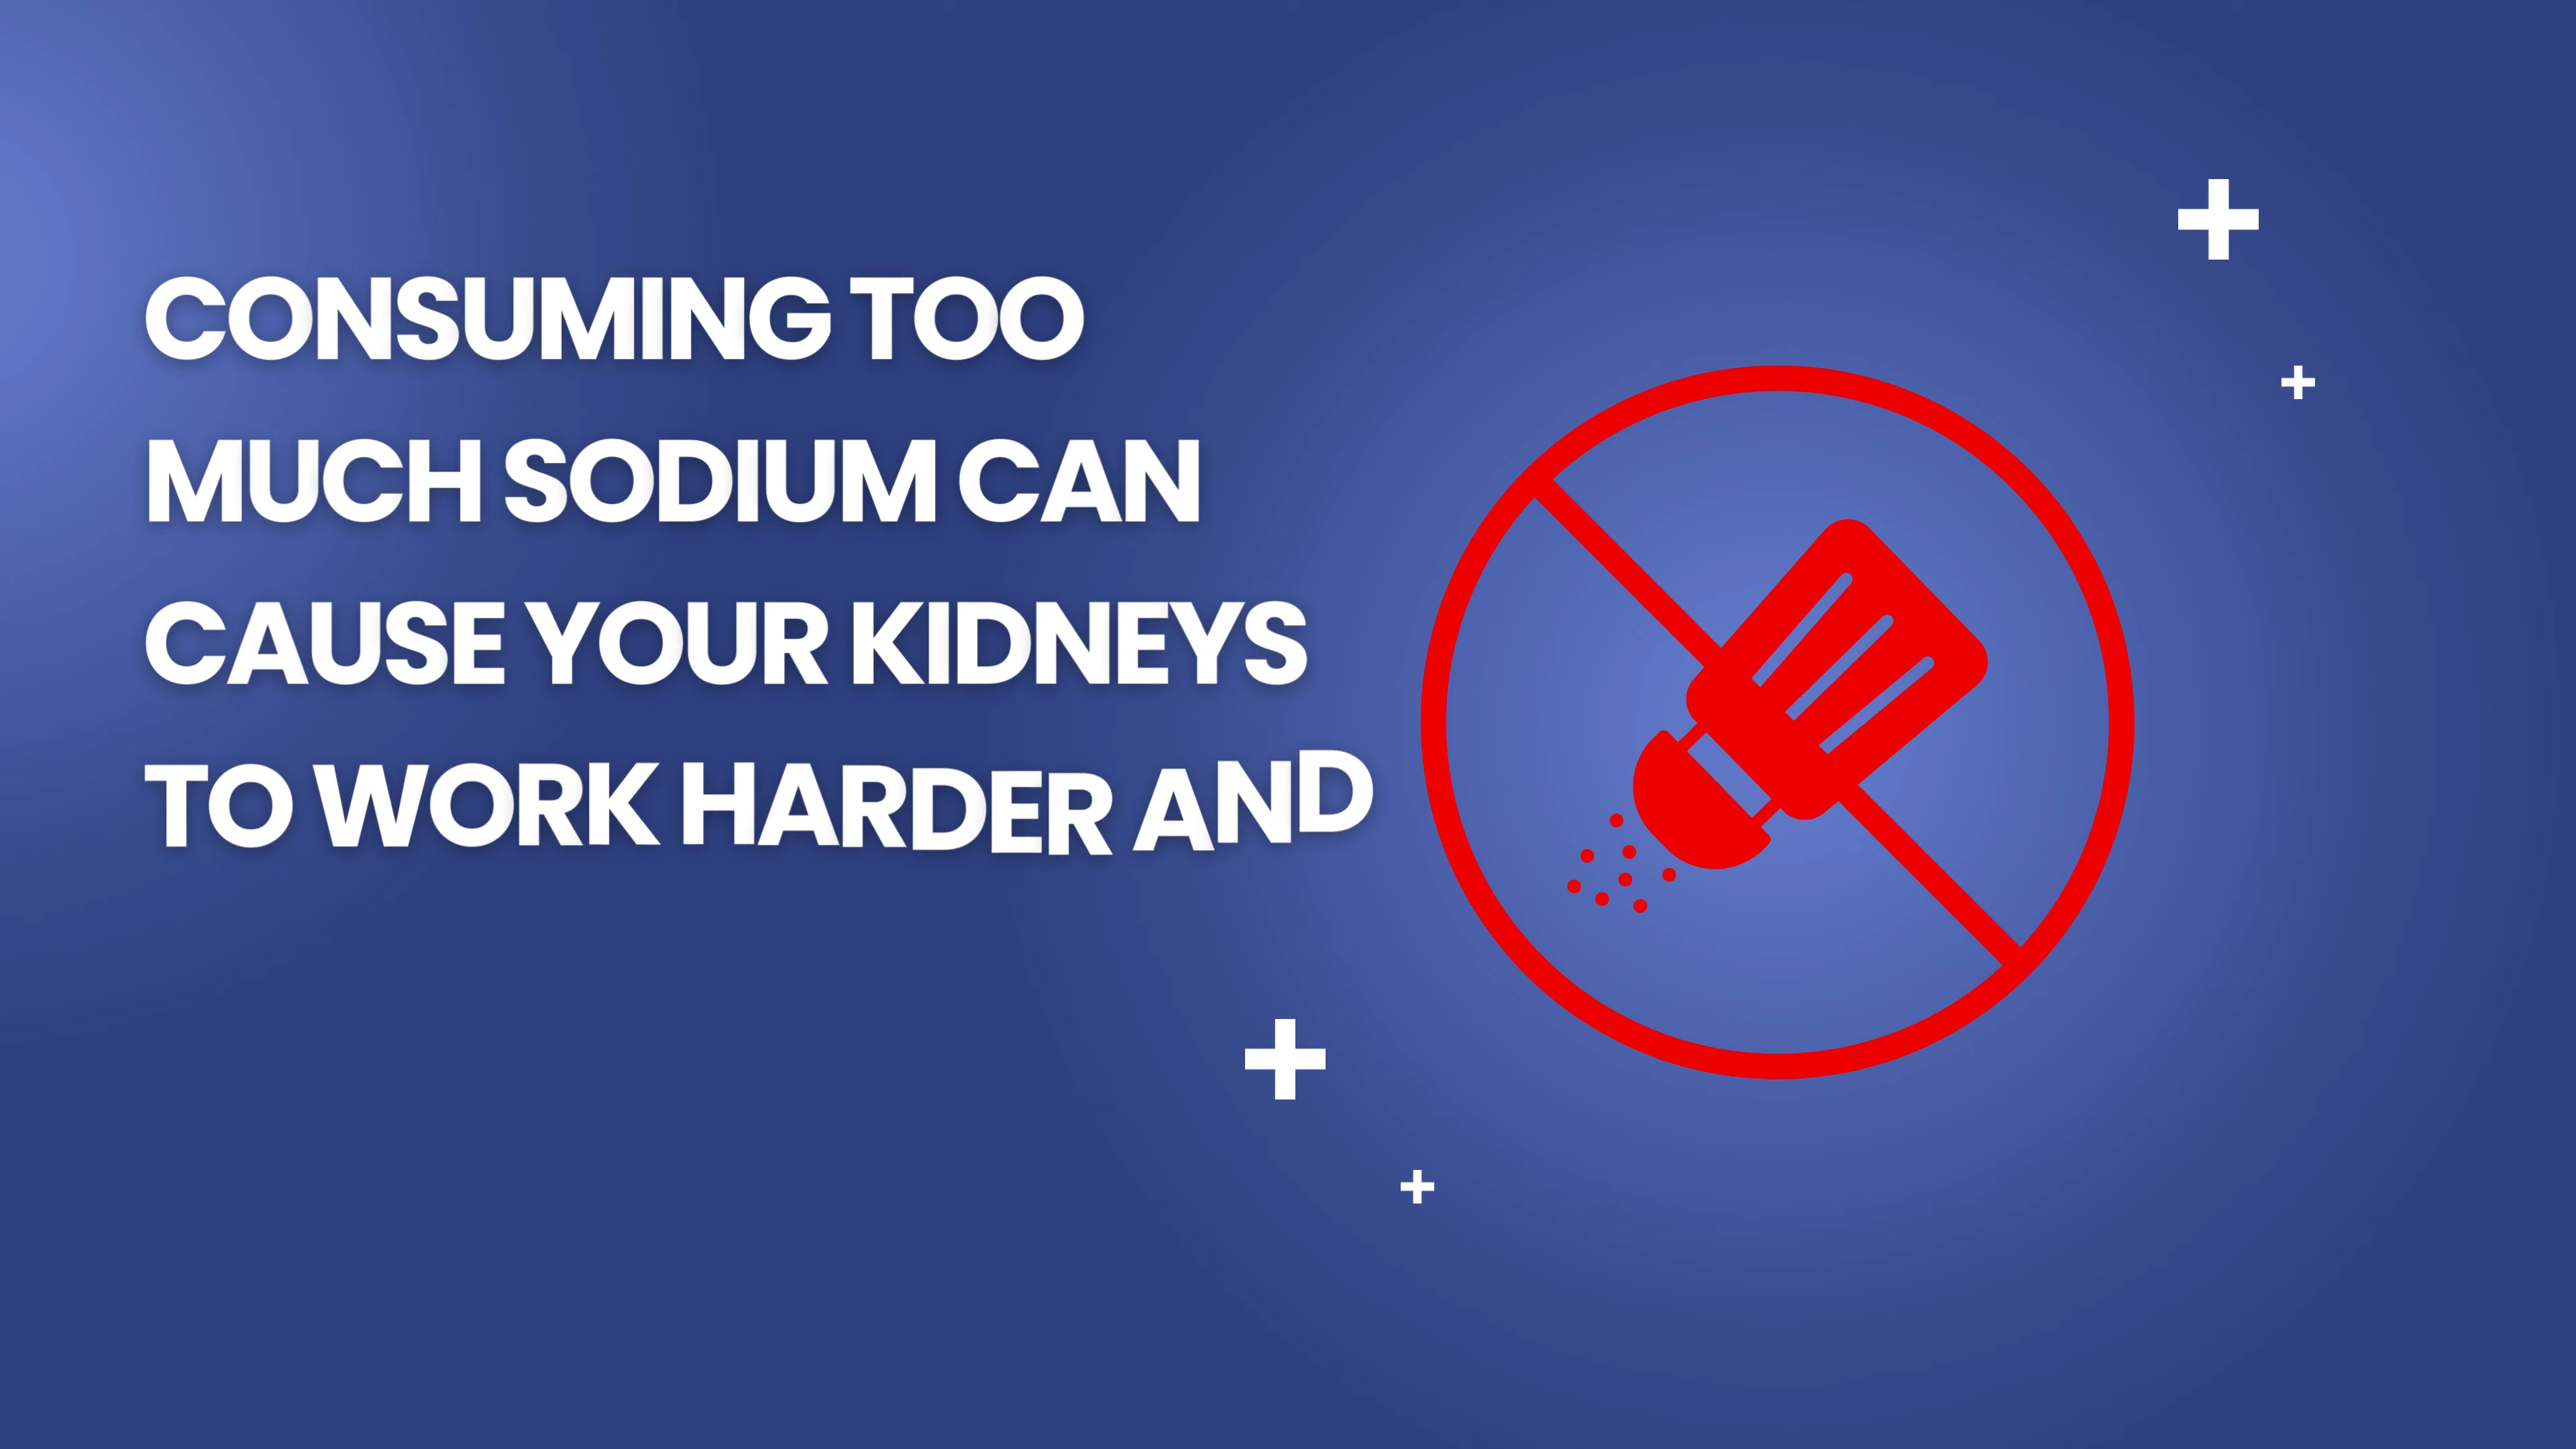 CONSUMING TOO
MUCH SODIUM CAN
CAUSE YOUR KIDNEYS
TO WORK HARDER AND